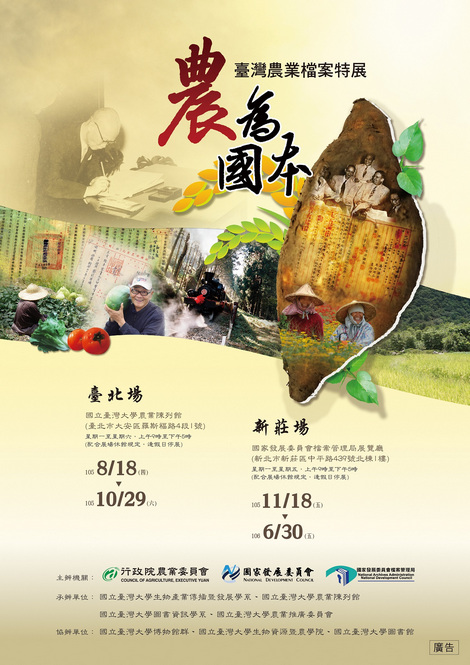 臺灣農業檔案特展
農為國本
臺北場
國立臺灣大學農業陳列館
(臺北市大安區羅斯福路4段1號)
星期一至星期六、上午9時至下午5時
(配合展場休館規定、逢假日停展)
105 8/18 (四)
105 10/29 (六)
新莊場
國家發展委員會檔案管理局展覽廳
(新北市新莊區中平路439號北棟1樓)
星期一至星期五、上午9時至下午5時
(配合展場休館規定、逢假日停展)
105 11/18 (五)
106 6/30 (五)
主辦機關：
行政院農業委員會
COUNCIL OF AGRICULTURE, EXECUTIVE YUAN
國家發展委員會
NATIONAL DEVELOPMENT COUNCIL
國家發展委員會檔案管理局
National Archives Administration
National Development Council
承辦單位：國立臺灣大學生物產業傳播暨發展學系、國立臺灣大學農業陳列館
國立臺灣大學圖書資訊學系、國立臺灣大學農業推廣委員會
協辦單位：國立臺灣大學博物館群、國立臺灣大學生物資源暨農學院、國立臺灣大學圖書館
廣告